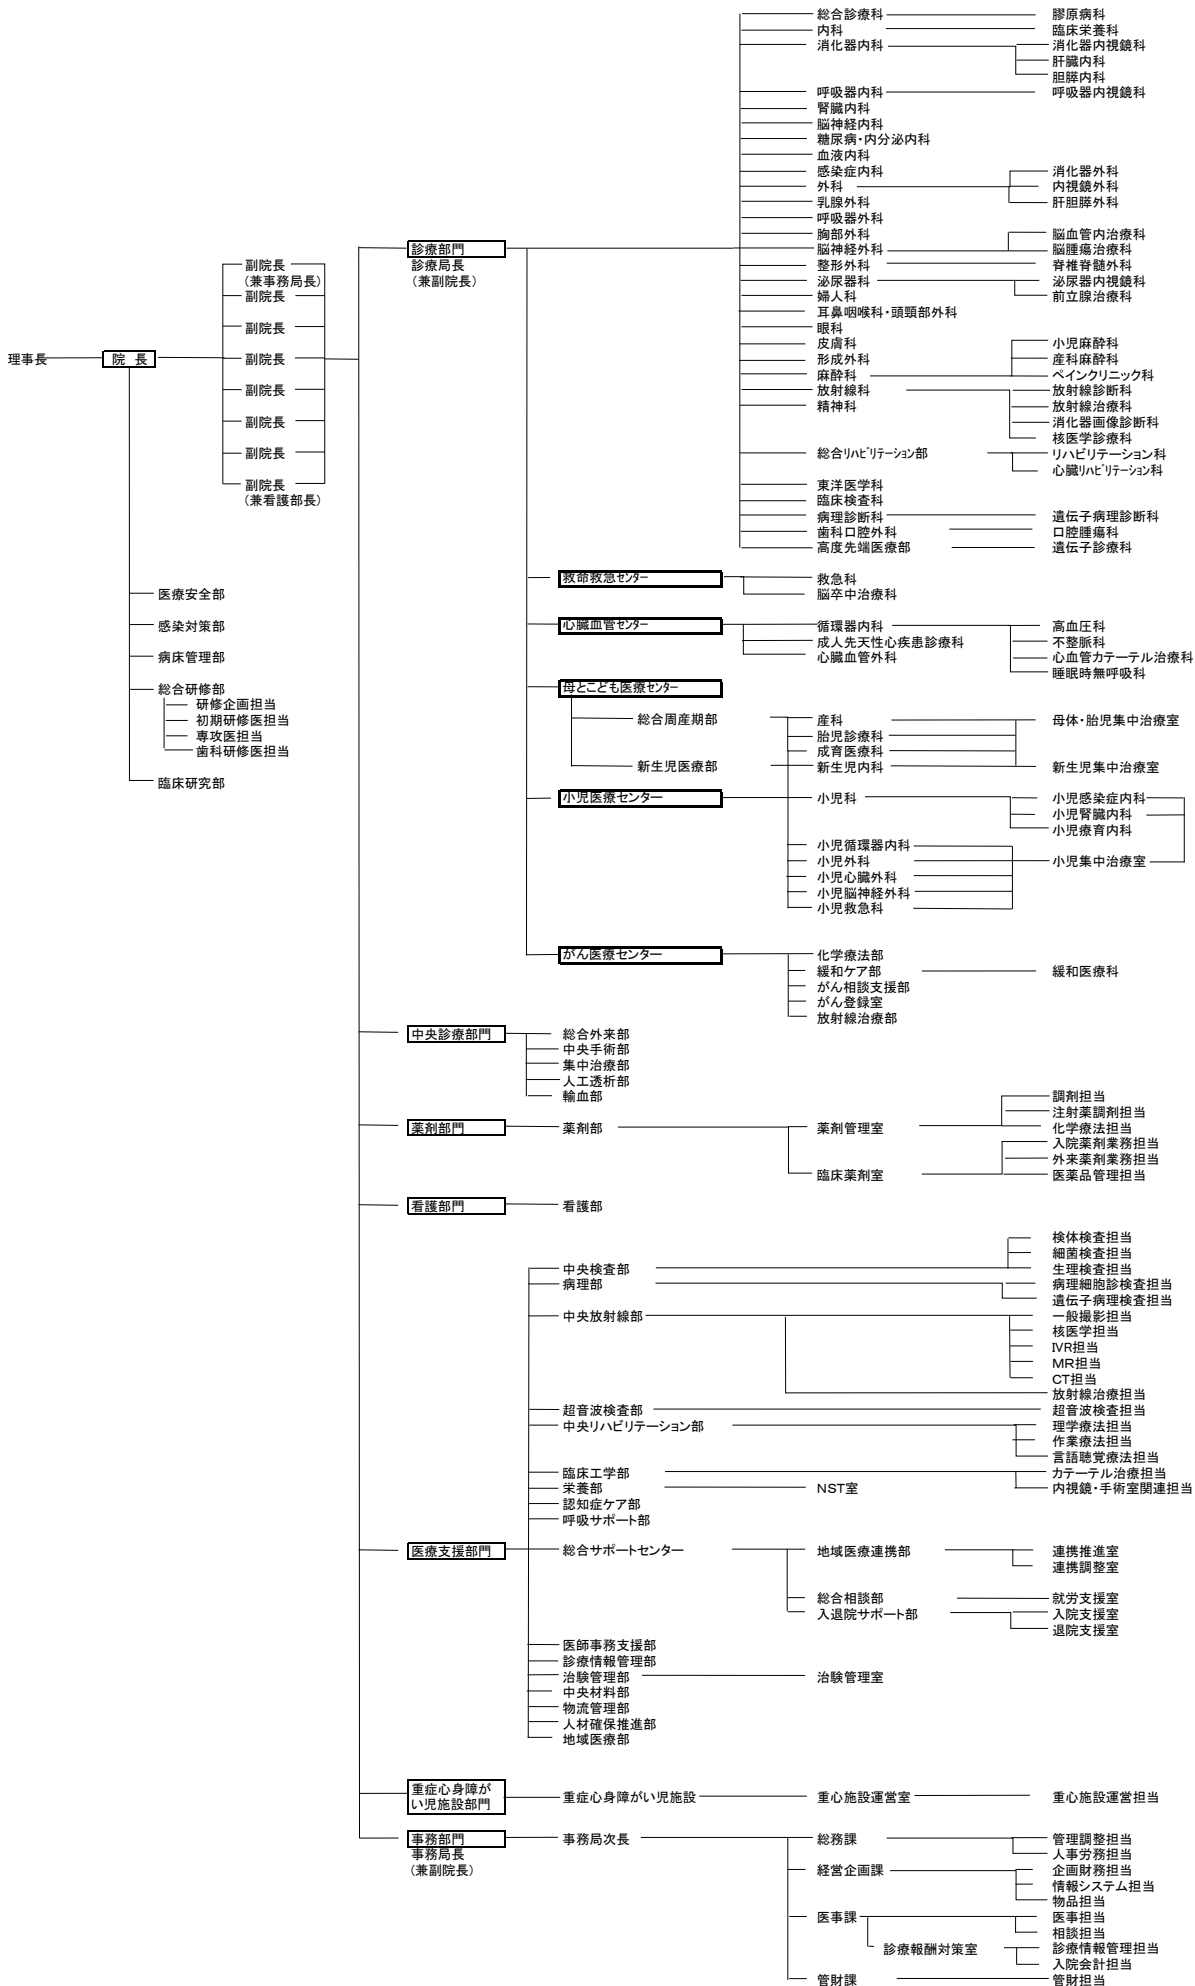 総合診療科 膠原病科
内科 臨床栄養科
消化器内科 消化器内視鏡科
肝臓内科
胆膵内科
呼吸器内科 呼吸器内視鏡科
腎臓内科
脳神経内科
糖尿病・内分泌内科
血液内科
感染症内科 消化器外科
外科 内視鏡外科
乳腺外科 肝胆膵外科
呼吸器外科
胸部外科 脳血管内治療科
診療部門 脳神経外科 脳腫瘍治療科
副院長 診療局長 整形外科 脊椎脊髄外科
(兼事務局長) (兼副院長) 泌尿器科 泌尿器内視鏡科
副院長 婦人科 前立腺治療科
耳鼻咽喉科・頭頸部外科
副院長 眼科
皮膚科 小児麻酔科
理事長 院 長 副院長 形成外科 産科麻酔科
麻酔科 ペインクリニック科
副院長 放射線科 放射線診断科
精神科 放射線治療科
副院長 消化器画像診断科
核医学診療科
副院長 総合リハビリテーション部 リハビリテーション科
心臓リハビリテーション科
副院長 東洋医学科
(兼看護部長) 臨床検査科
病理診断科 遺伝子病理診断科
歯科口腔外科 口腔腫瘍科
高度先端医療部 遺伝子診療科
救命救急センター 救急科
医療安全部 脳卒中治療科
感染対策部 心臓血管センター 循環器内科 高血圧科
成人先天性心疾患診療科 不整脈科
病床管理部 心臓血管外科 心血管カテーテル治療科
睡眠時無呼吸科
総合研修部 母とこども医療センター
研修企画担当
初期研修医担当 総合周産期部 産科 母体・胎児集中治療室
専攻医担当 胎児診療科
歯科研修医担当 成育医療科
新生児医療部 新生児内科 新生児集中治療室
臨床研究部
小児医療センター 小児科 小児感染症内科
小児腎臓内科
小児療育内科
小児循環器内科
小児外科 小児集中治療室
小児心臓外科
小児脳神経外科
小児救急科
がん医療センター 化学療法部
緩和ケア部 緩和医療科
がん相談支援部
がん登録室
放射線治療部
中央診療部門 総合外来部
中央手術部
集中治療部
人工透析部
輸血部 調剤担当
注射薬調剤担当
薬剤部門 薬剤部 薬剤管理室 化学療法担当
入院薬剤業務担当
外来薬剤業務担当
臨床薬剤室 医薬品管理担当
看護部門 看護部
検体検査担当
細菌検査担当
中央検査部 生理検査担当
病理部 病理細胞診検査担当
遺伝子病理検査担当
中央放射線部 一般撮影担当
核医学担当
IVR担当
MR担当
CT担当
放射線治療担当
超音波検査部 超音波検査担当
中央リハビリテーション部 理学療法担当
作業療法担当
言語聴覚療法担当
臨床工学部 カテーテル治療担当
栄養部 NST室 内視鏡・手術室関連担当
認知症ケア部
呼吸サポート部
医療支援部門 総合サポートセンター 地域医療連携部 連携推進室
連携調整室
総合相談部 就労支援室
入退院サポート部 入院支援室
退院支援室
医師事務支援部
診療情報管理部
治験管理部 治験管理室
中央材料部
物流管理部
人材確保推進部
地域医療部
重症心身障が
い児施設部門 重症心身障がい児施設 重心施設運営室 重心施設運営担当
事務部門 事務局次長 総務課 管理調整担当
事務局長 人事労務担当
(兼副院長) 経営企画課 企画財務担当
情報システム担当
物品担当
医事課 医事担当
相談担当
診療報酬対策室 診療情報管理担当
入院会計担当
管財課 管財担当